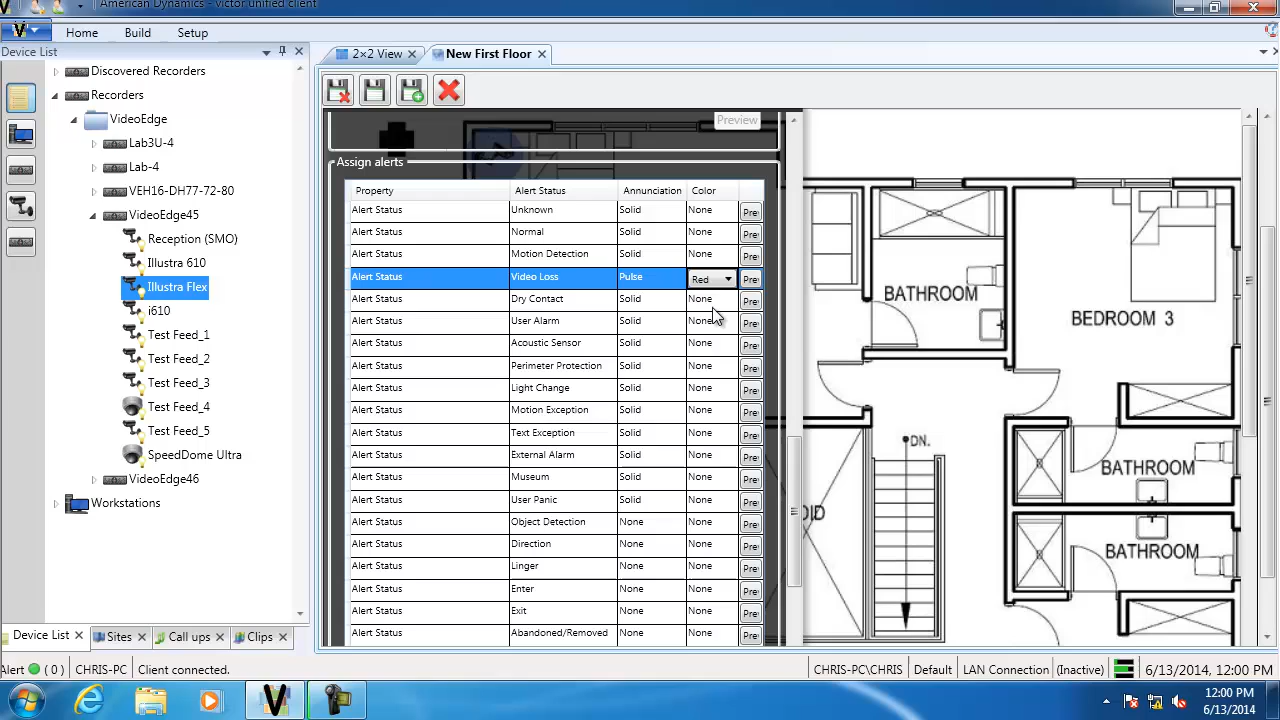 American Dynamics - victor unified client
Home Build Setup
Device List
2×2 View New First Floor
Discovered Recorders
Recorders
VideoEdge
Lab3U-4
Lab-4
VEH16-DH77-72-80
VideoEdge45
Reception (SMO)
Illustra 610
Illustra Flex
i610
Test Feed_1
Test Feed_2
Test Feed_3
Test Feed_4
Test Feed_5
SpeedDome Ultra
VideoEdge46
Workstations
Device List Sites Call ups Clips
Preview
Assign alerts
Property Alert Status Annunciation Color
Alert Status Unknown Solid None Pre
Alert Status Normal Solid None Pre
Alert Status Motion Detection Solid None Pre
Alert Status Video Loss Pulse Red Pre
Alert Status Dry Contact Solid None Pre
Alert Status User Alarm Solid None Pre
Alert Status Acoustic Sensor Solid None Pre
Alert Status Perimeter Protection Solid None Pre
Alert Status Light Change Solid None Pre
Alert Status Motion Exception Solid None Pre
Alert Status Text Exception Solid None Pre
Alert Status External Alarm Solid None Pre
Alert Status Museum Solid None Pre
Alert Status User Panic Solid None Pre
Alert Status Object Detection None None Pre
Alert Status Direction None None Pre
Alert Status Linger None None Pre
Alert Status Enter None None Pre
Alert Status Exit None None Pre
Alert Status Abandoned/Removed None None Pre
BATHROOM
BEDROOM 3
DN.
BATHROOM
OID
BATHROOM
Alert ( 0 ) CHRIS-PC Client connected. CHRIS-PC\CHRIS Default LAN Connection (Inactive) 6/13/2014, 12:00 PM
12:00 PM
6/13/2014